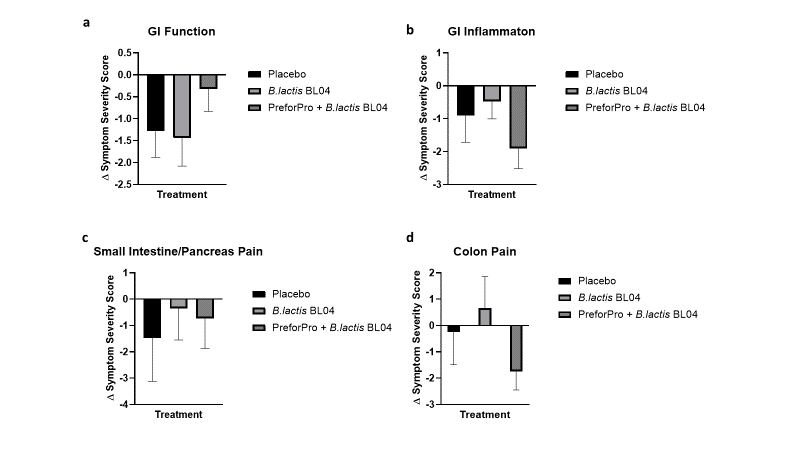 a
GI Function
Δ Symptom Severity Score
0.5
0.0
-0.5
-1.0
-1.5
-2.0
-2.5
Treatment
Placebo
B.lactis BL04
PreforPro + B.lactis BL04
b
GI Inflammaton
Δ Symptom Severity Score
1
0
-1
-2
-3
Treatment
Placebo
B.lactis BL04
PreforPro + B.lactis BL04
c
Small Intestine/Pancreas Pain
Δ Symptom Severity Score
1
0
-1
-2
-3
-4
Treatment
Placebo
B.lactis BL04
PreforPro + B.lactis BL04
d
Colon Pain
Δ Symptom Severity Score
2
1
0
-1
-2
-3
Treatment
Placebo
B.lactis BL04
PreforPro + B.lactis BL04